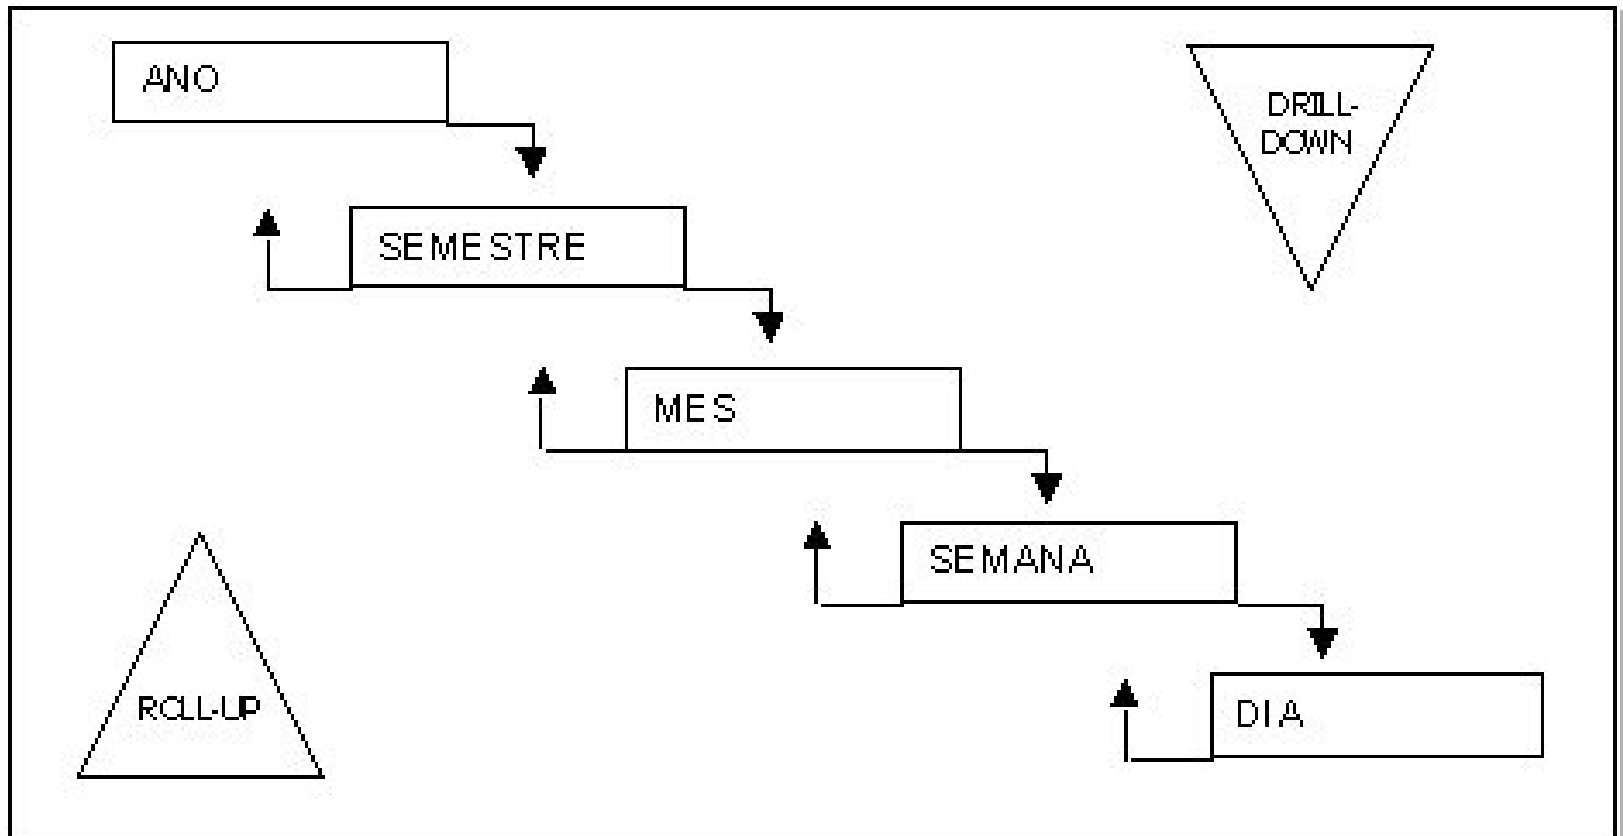 ANO
DRILL-
DOWN
SEMESTRE
MES
SEMANA
ROLL-UP
DIA